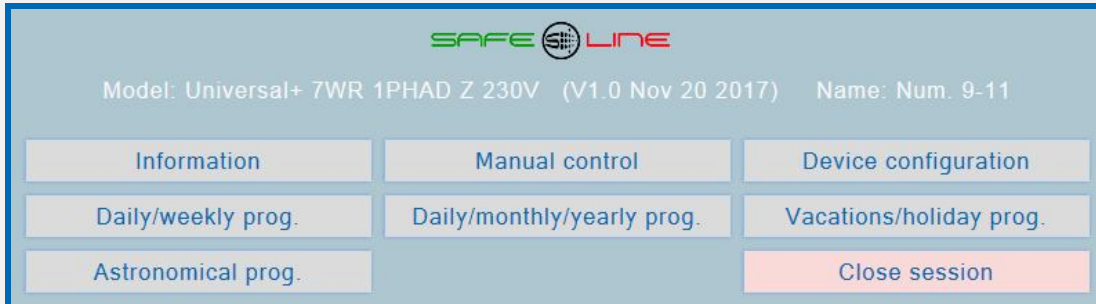 SAFE LINE
Model: Universal+ 7WR 1PHAD Z 230V (V1.0 Nov 20 2017) Name: Num. 9-11
Information Manual control Device configuration
Daily/weekly prog. Daily/monthly/yearly prog. Vacations/holiday prog.
Astronomical prog. Close session